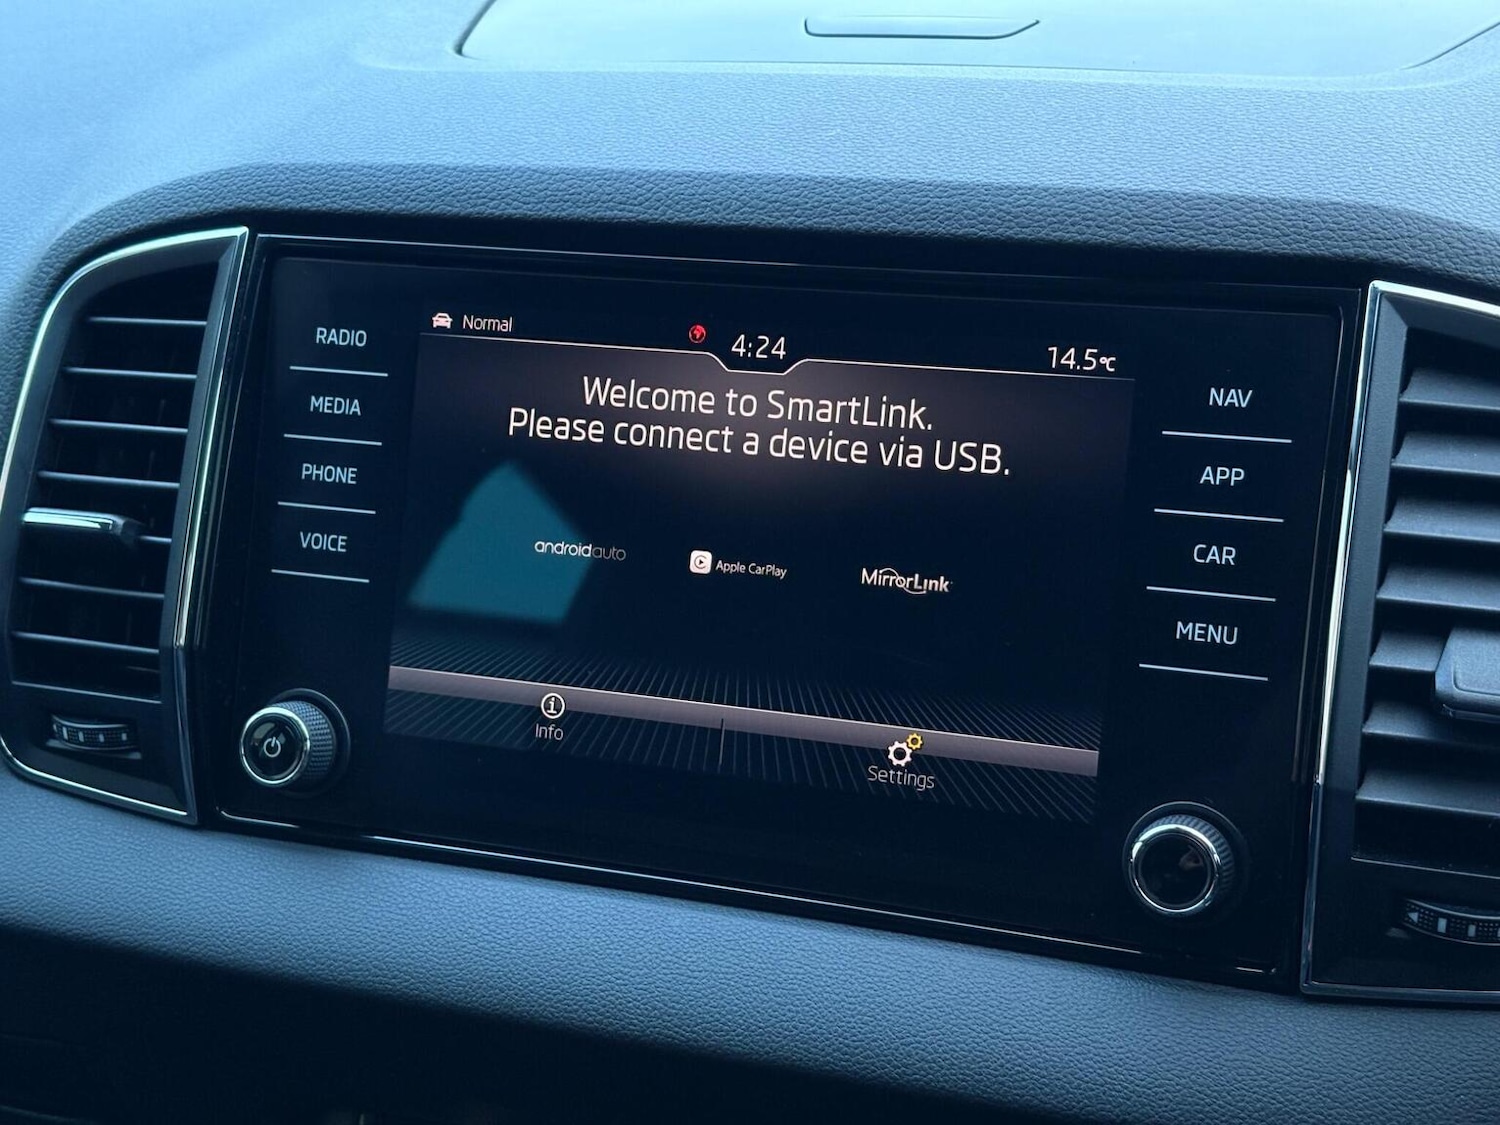 Normal
4:24
14.5°C
Welcome to SmartLink.
Please connect a device via USB.
androidauto
Apple CarPlay
MirrorLink
Info
Settings
RADIO
MEDIA
PHONE
VOICE
NAV
APP
CAR
MENU